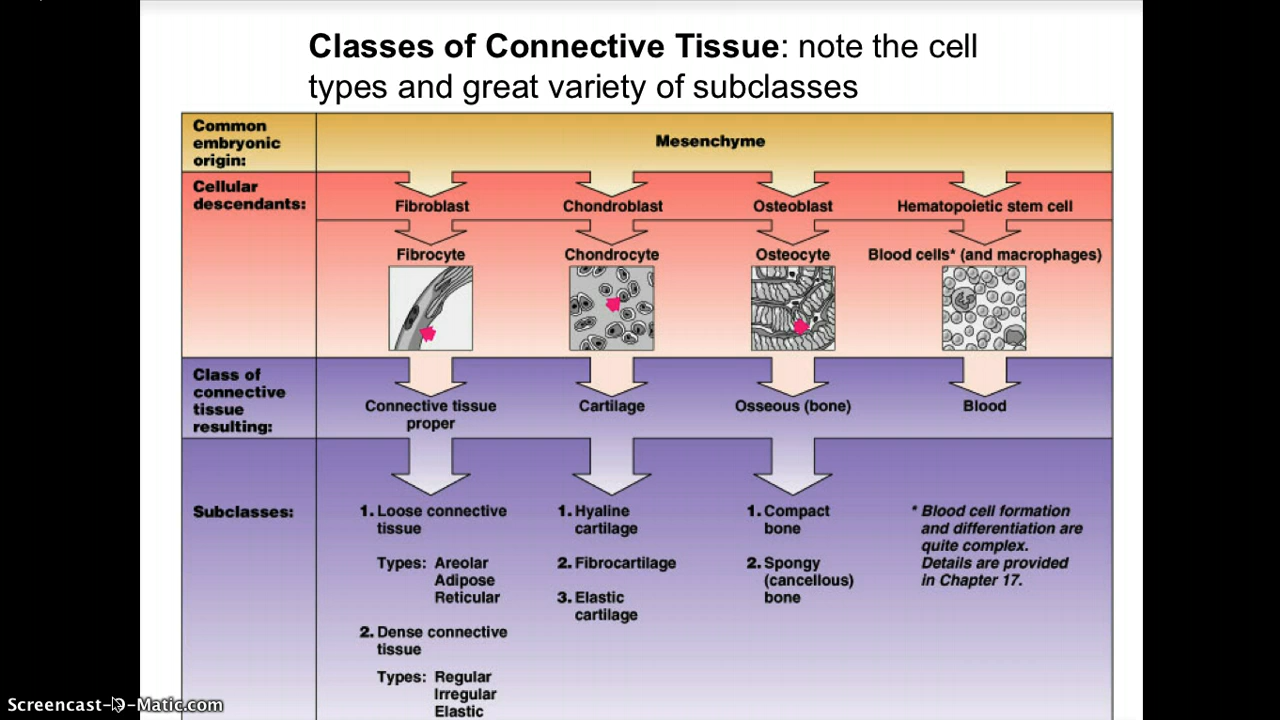 Classes of Connective Tissue: note the cell
types and great variety of subclasses
Common
embryonic
origin:
Mesenchyme
Cellular
descendants:
Fibroblast
Chondroblast
Osteoblast
Hematopoietic stem cell
Fibrocyte
Chondrocyte
Osteocyte
Blood cells* (and macrophages)
Class of
connective
tissue
resulting:
Connective tissue
proper
Cartilage
Osseous (bone)
Blood
Subclasses:
1. Loose connective
tissue
Types: Areolar
Adipose
Reticular
2. Dense connective
tissue
Types: Regular
Irregular
Elastic
1. Hyaline
cartilage
2. Fibrocartilage
3. Elastic
cartilage
1. Compact
bone
2. Spongy
(cancellous)
bone
* Blood cell formation
and differentiation are
quite complex.
Details are provided
in Chapter 17.
Screencast-O-Matic.com